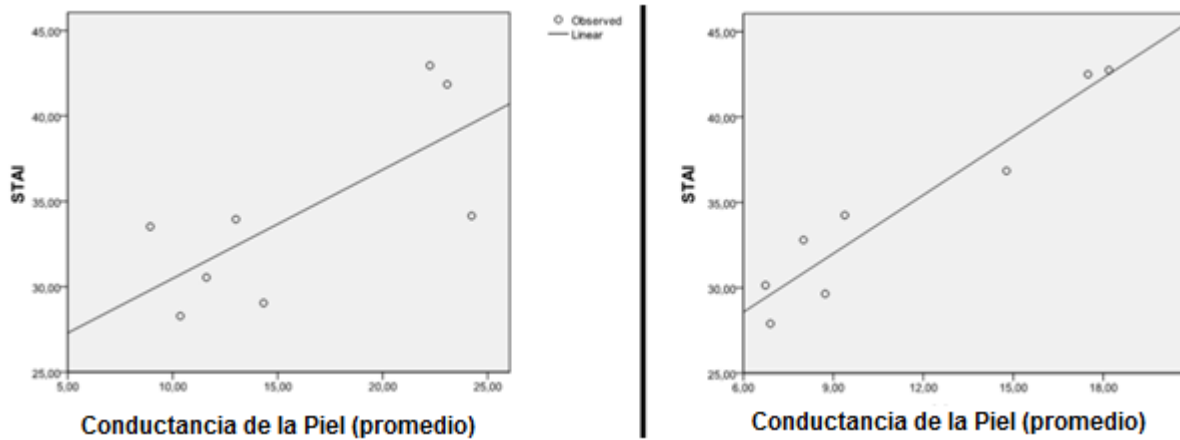 45,00
40,00
35,00
30,00
25,00
STAI
5,00 10,00 15,00 20,00 25,00
Conductancia de la Piel (promedio)
Observed
Linear
45,00
40,00
35,00
30,00
25,00
STAI
6,00 9,00 12,00 15,00 18,00
Conductancia de la Piel (promedio)